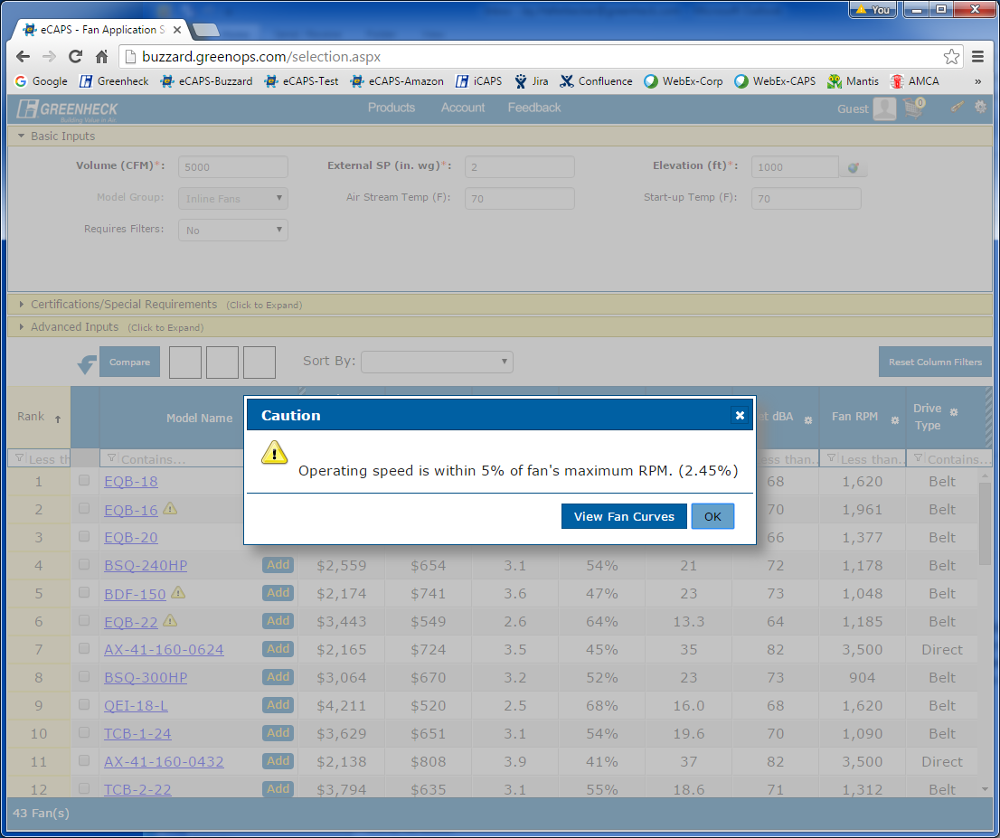 You
eCAPS - Fan Application S
buzzard.greenops.com/selection.aspx
Google Greenheck eCAPS-Buzzard eCAPS-Test eCAPS-Amazon iCAPS Jira Confluence WebEx-Corp WebEx-CAPS Mantis AMCA »
GREENHECK
Building Value in Air.
Products Account Feedback Guest 0
Basic Inputs
Volume (CFM)*: 5000 External SP (in. wg)*: 2 Elevation (ft)*: 1000
Model Group: Inline Fans Air Stream Temp (F): 70 Start-up Temp (F): 70
Requires Filters: No
Certifications/Special Requirements (Click to Expand)
Advanced Inputs (Click to Expand)
Compare Sort By: Reset Column Filters
Rank Model Name dBA Fan RPM Drive Type
Less th Contains... ess than.. Less than.. Contains...
Caution
Operating speed is within 5% of fan's maximum RPM. (2.45%)
View Fan Curves OK
1 EQB-18 68 1,620 Belt
2 EQB-16 70 1,961 Belt
3 EQB-20 66 1,377 Belt
4 BSQ-240HP Add $2,559 $654 3.1 54% 21 72 1,178 Belt
5 BDF-150 Add $2,174 $741 3.6 47% 23 73 1,048 Belt
6 EQB-22 Add $3,443 $549 2.6 64% 13.3 64 1,185 Belt
7 AX-41-160-0624 Add $2,165 $724 3.5 45% 35 82 3,500 Direct
8 BSQ-300HP Add $3,064 $670 3.2 52% 23 73 904 Belt
9 QEI-18-L Add $4,211 $520 2.5 68% 16.0 68 1,620 Belt
10 TCB-1-24 Add $3,629 $651 3.1 54% 19.6 70 1,090 Belt
11 AX-41-160-0432 Add $2,138 $808 3.9 41% 37 82 3,500 Direct
12 TCB-2-22 Add $3,794 $635 3.1 55% 18.6 71 1,312 Belt
43 Fan(s)